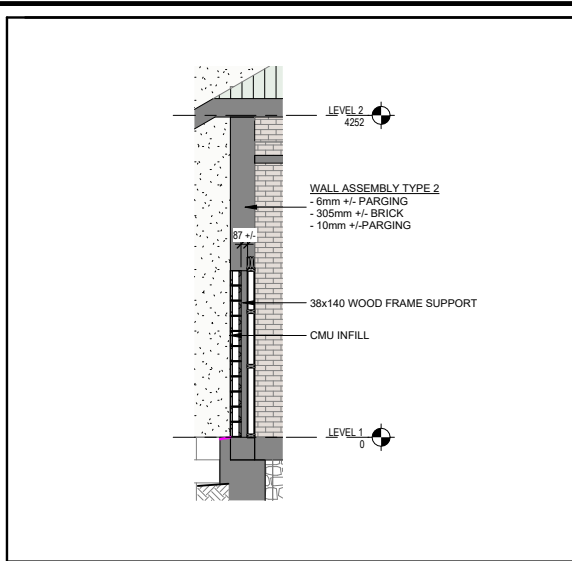 LEVEL 2
4252
WALL ASSEMBLY TYPE 2
- 6mm +/- PARGING
- 305mm +/- BRICK
- 10mm +/-PARGING
87 +/-
38x140 WOOD FRAME SUPPORT
CMU INFILL
LEVEL 1
0